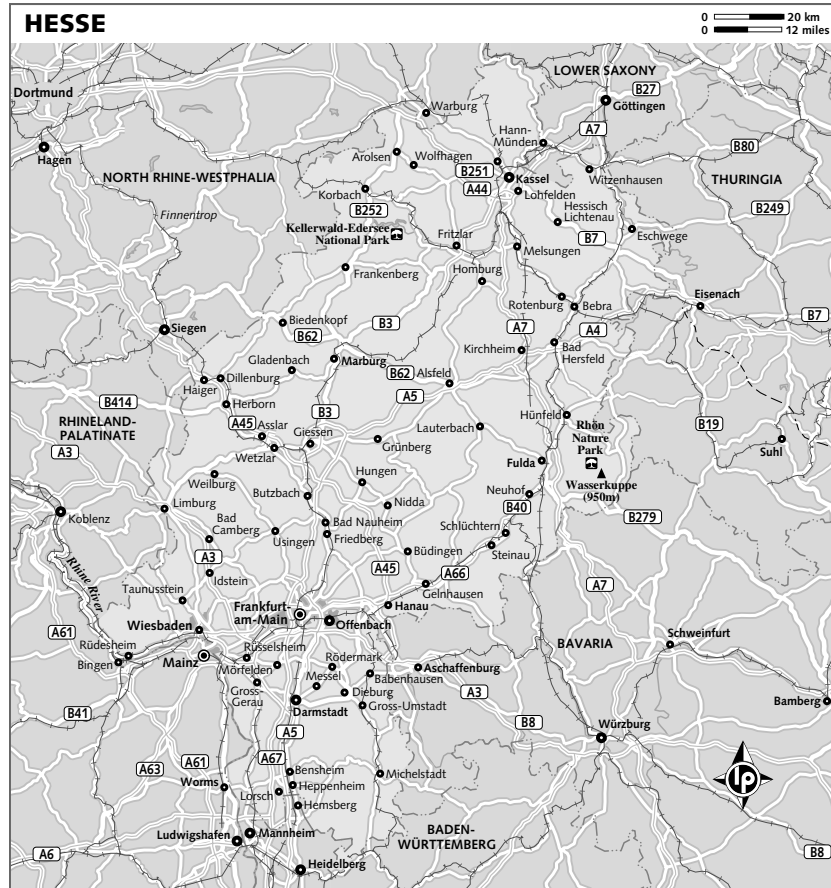 HESSE
0 20 km
0 12 miles
LOWER SAXONY
B27
Dortmund
Göttingen
Warburg
A7
Hann-
Münden
B80
Hagen
Arolsen
Wolfhagen
B251
Kassel
Witzenhausen
NORTH RHINE-WESTPHALIA
THURINGIA
A44
Korbach
Lohfelden
B252
Hessisch
Lichtenau
B249
Finnentrop
Kellerwald-Edersee
National Park
Fritzlar
B7
Eschwege
Melsungen
Frankenberg
Homburg
Rotenburg
Bebra
Eisenach
Siegen
Biedenkopf
B3
B7
B62
A7
A4
Marburg
Kirchheim
Bad
Hersfeld
Gladenbach
B62
Alsfeld
Haiger
Dillenburg
A5
B414
Herborn
B3
Hünfeld
RHINELAND-
PALATINATE
A45
Asslar
Giessen
Lauterbach
B19
Rhön
Nature
Park
Wetzlar
Grünberg
Suhl
A3
Fulda
Wasserkuppe
(950m)
Weilburg
Hungen
Butzbach
Neuhof
Limburg
Nidda
B40
Koblenz
Bad
Camberg
Bad Nauheim
Schlüchtern
B279
Usingen
Friedberg
Steinau
A3
Büdingen
Idstein
A45
A66
Rhine River
Gelnhausen
A7
Taunusstein
Frankfurt-
am-Main
Hanau
Wiesbaden
Offenbach
A61
BAVARIA
Schweinfurt
Rüdesheim
Rüsselsheim
Rödermark
Bingen
Mainz
Mörfelden
Messel
Babenhausen
Aschaffenburg
Gross-
Gerau
Dieburg
A3
Darmstadt
Gross-Umstadt
Bamberg
B41
A5
B8
Würzburg
A63
A61
A67
Bensheim
Michelstadt
Worms
Heppenheim
Lorsch
Hemsberg
lp
Ludwigshafen
Mannheim
BADEN-
WÜRTTEMBERG
A6
B8
Heidelberg